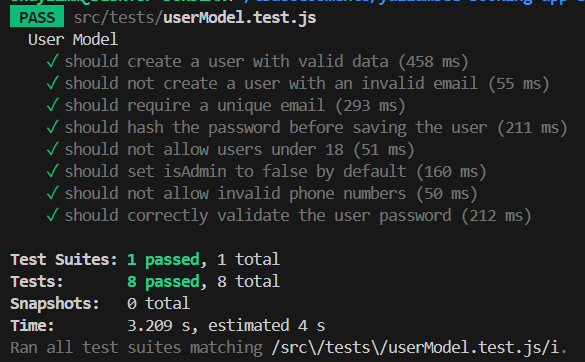 PASS src/tests/userModel.test.js
User Model
✓ should create a user with valid data (458 ms)
✓ should not create a user with an invalid email (55 ms)
✓ should require a unique email (293 ms)
✓ should hash the password before saving the user (211 ms)
✓ should not allow users under 18 (51 ms)
✓ should set isAdmin to false by default (160 ms)
✓ should not allow invalid phone numbers (50 ms)
✓ should correctly validate the user password (212 ms)
Test Suites: 1 passed, 1 total
Tests: 8 passed, 8 total
Snapshots: 0 total
Time: 3.209 s, estimated 4 s
Ran all test suites matching /src\/tests\/userModel.test.js/i.